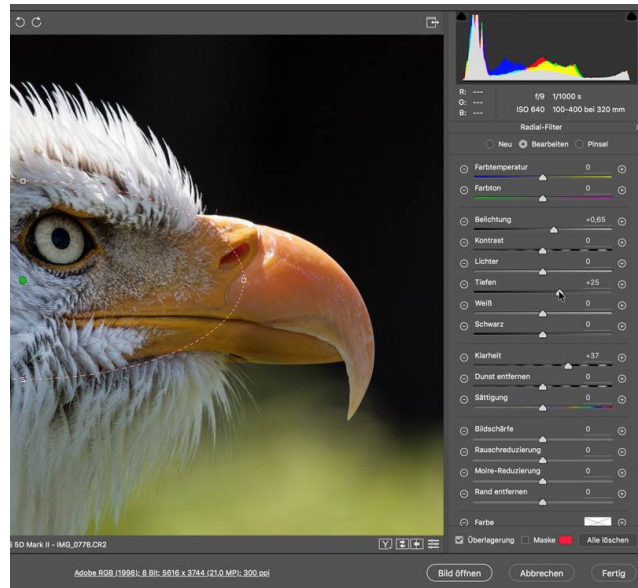 R: ---
G: ---
B: ---
f/9 1/1000 s
ISO 640 100-400 bei 320 mm
Radial-Filter
Neu Bearbeiten Pinsel
Farbtemperatur 0
Farbton 0
Belichtung +0,65
Kontrast 0
Lichter 0
Tiefen +25
Weiß 0
Schwarz 0
Klarheit +37
Dunst entfernen 0
Sättigung 0
Bildschärfe 0
Rauschreduzierung 0
Moire-Reduzierung 0
Rand entfernen 0
Farbe
S 5D Mark II - IMG_0778.CR2
Y
Überlagerung Maske Alle löschen
Adobe RGB (1998); 8 Bit; 5616 x 3744 (21.0 MP); 300 ppi
Bild öffnen Abbrechen Fertig